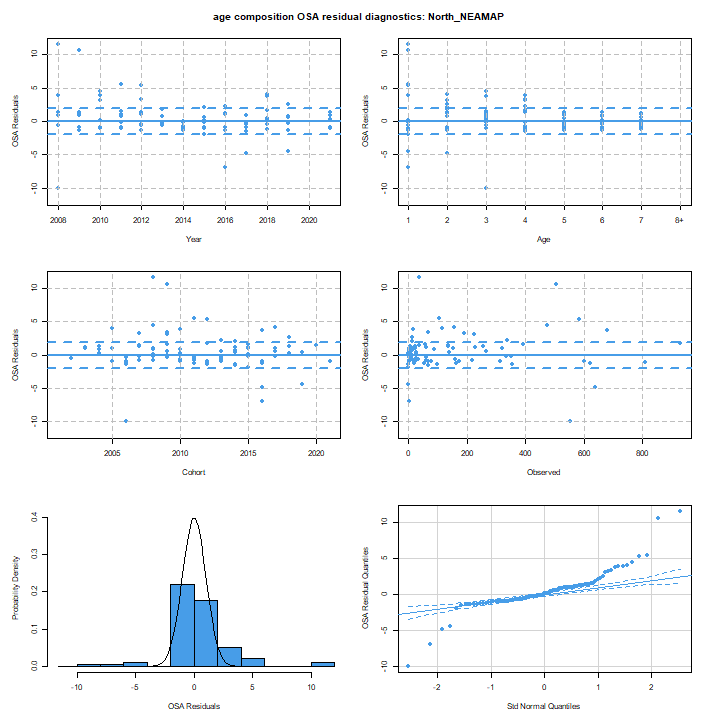 age composition OSA residual diagnostics: North_NEAMAP
OSA Residuals
10
5
0
-5
-10
2008 2010 2012 2014 2016 2018 2020
Year
OSA Residuals
10
5
0
-5
-10
1 2 3 4 5 6 7 8+
Age
OSA Residuals
10
5
0
-5
-10
2005 2010 2015 2020
Cohort
OSA Residuals
10
5
0
-5
-10
0 200 400 600 800
Observed
Probability Density
0.4
0.3
0.2
0.1
0.0
-10 -5 0 5 10
OSA Residuals
OSA Residual Quantiles
10
5
0
-5
-10
-2 -1 0 1 2
Std Normal Quantiles